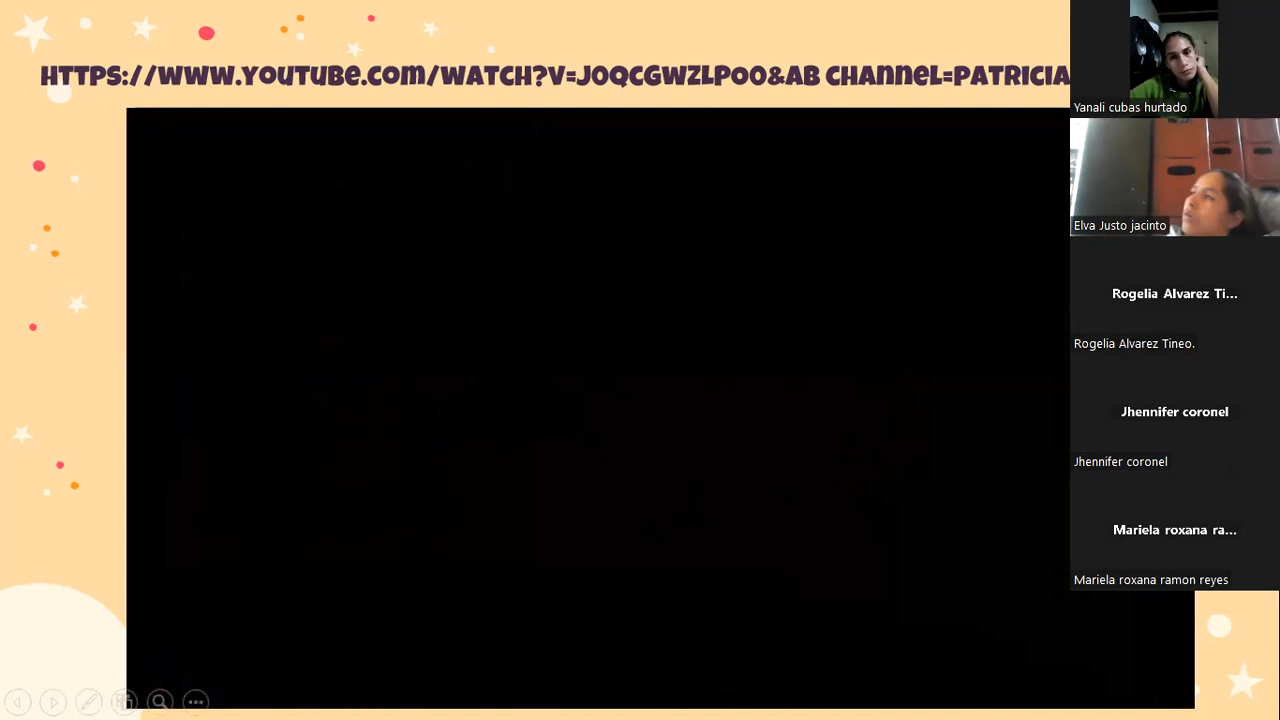 HTTPS://WWW.YOUTUBE.COM/WATCH?V=JOQCGWZLPOO&AB CHANNEL=PATRICIA
Yanali cubas hurtado
Elva Justo jacinto
Rogelia Alvarez Ti...
Rogelia Alvarez Tineo.
Jhennifer coronel
Jhennifer coronel
Mariela roxana ra...
Mariela roxana ramon reyes